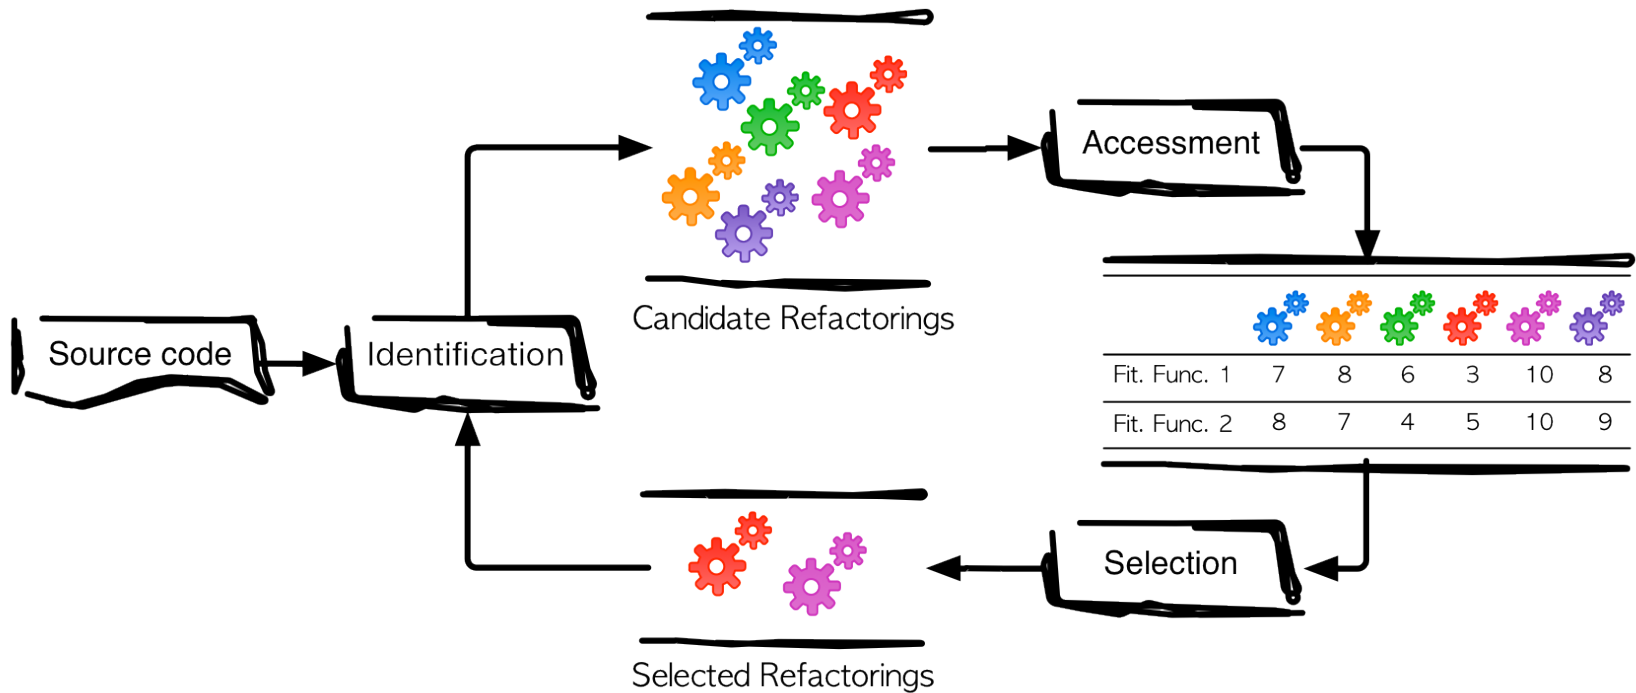 Accessment
Candidate Refactorings
Source code
Identification
Fit. Func. 1 7 8 6 3 10 8
Fit. Func. 2 8 7 4 5 10 9
Selection
Selected Refactorings